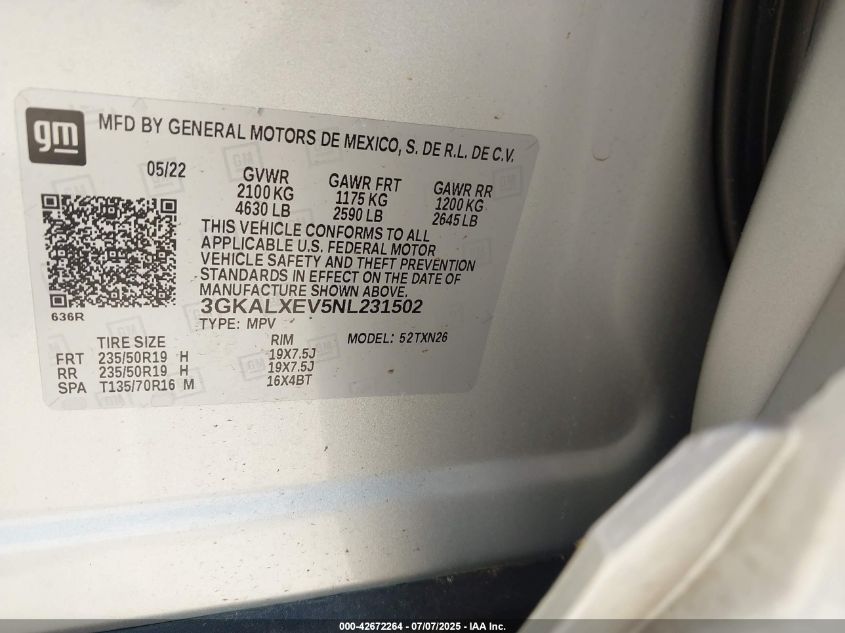 gm
MFD BY GENERAL MOTORS DE MEXICO, S. DE R.L. DE C.V.
05/22
GVWR
2100 KG
4630 LB
GAWR FRT
1175 KG
2590 LB
GAWR RR
1200 KG
2645 LB
THIS VEHICLE CONFORMS TO ALL
APPLICABLE U.S. FEDERAL MOTOR
VEHICLE SAFETY AND THEFT PREVENTION
STANDARDS IN EFFECT ON THE DATE OF
MANUFACTURE SHOWN ABOVE.
3GKALXEV5NL231502
636R
TYPE: MPV
MODEL: 52TXN26
TIRE SIZE RIM
FRT 235/50R19 H 19X7.5J
RR 235/50R19 H 19X7.5J
SPA T135/70R16 M 16X4BT
000-42672264 - 07/07/2025 - IAA Inc.